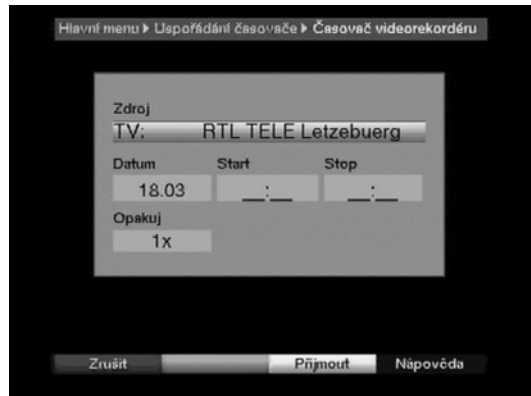 Hlavní menu ▶ Uspořádání časovače ▶ Časovač videorekordéru
Zdroj
TV: RTL TELE Letzebuerg
Datum Start Stop
18.03 __:__ __:__
Opakuj
1x
Zrušit Přijmout Nápověda